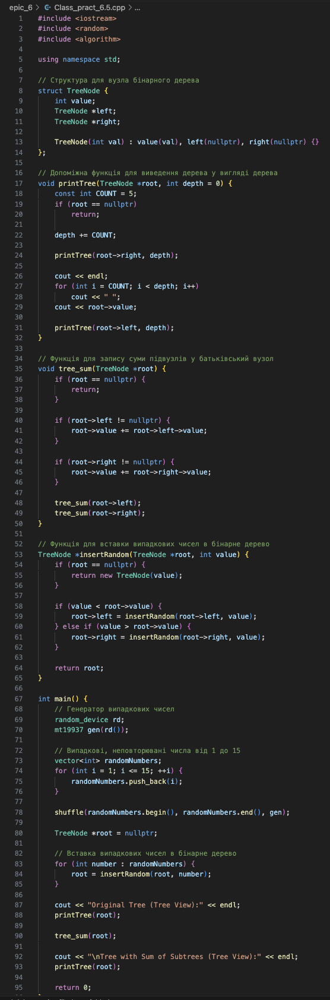 epic_6 > Class_pract_6.5.cpp > ...
1 #include <iostream>
2 #include <random>
3 #include <algorithm>
4
5 using namespace std;
6
7 // Структура для вузла бінарного дерева
8 struct TreeNode {
9 int value;
10 TreeNode *left;
11 TreeNode *right;
12
13 TreeNode(int val) : value(val), left(nullptr), right(nullptr) {}
14 };
15
16 // Допоміжна функція для виведення дерева у вигляді дерева
17 void printTree(TreeNode *root, int depth = 0) {
18 const int COUNT = 5;
19 if (root == nullptr)
20 return;
21
22 depth += COUNT;
23
24 printTree(root->right, depth);
25
26 cout << endl;
27 for (int i = COUNT; i < depth; i++)
28 cout << " ";
29 cout << root->value;
30
31 printTree(root->left, depth);
32 }
33
34 // Функція для запису суми підвузлів у батьківський вузол
35 void tree_sum(TreeNode *root) {
36 if (root == nullptr) {
37 return;
38 }
39
40 if (root->left != nullptr) {
41 root->value += root->left->value;
42 }
43
44 if (root->right != nullptr) {
45 root->value += root->right->value;
46 }
47
48 tree_sum(root->left);
49 tree_sum(root->right);
50 }
51
52 // Функція для вставки випадкових чисел в бінарне дерево
53 TreeNode *insertRandom(TreeNode *root, int value) {
54 if (root == nullptr) {
55 return new TreeNode(value);
56 }
57
58 if (value < root->value) {
59 root->left = insertRandom(root->left, value);
60 } else if (value > root->value) {
61 root->right = insertRandom(root->right, value);
62 }
63
64 return root;
65 }
66
67 int main() {
68 // Генератор випадкових чисел
69 random_device rd;
70 mt19937 gen(rd());
71
72 // Випадкові, неповторювані числа від 1 до 15
73 vector<int> randomNumbers;
74 for (int i = 1; i <= 15; ++i) {
75 randomNumbers.push_back(i);
76 }
77
78 shuffle(randomNumbers.begin(), randomNumbers.end(), gen);
79
80 TreeNode *root = nullptr;
81
82 // Вставка випадкових чисел в бінарне дерево
83 for (int number : randomNumbers) {
84 root = insertRandom(root, number);
85 }
86
87 cout << "Original Tree (Tree View):" << endl;
88 printTree(root);
89
90 tree_sum(root);
91
92 cout << "\nTree with Sum of Subtrees (Tree View):" << endl;
93 printTree(root);
94
95 return 0;